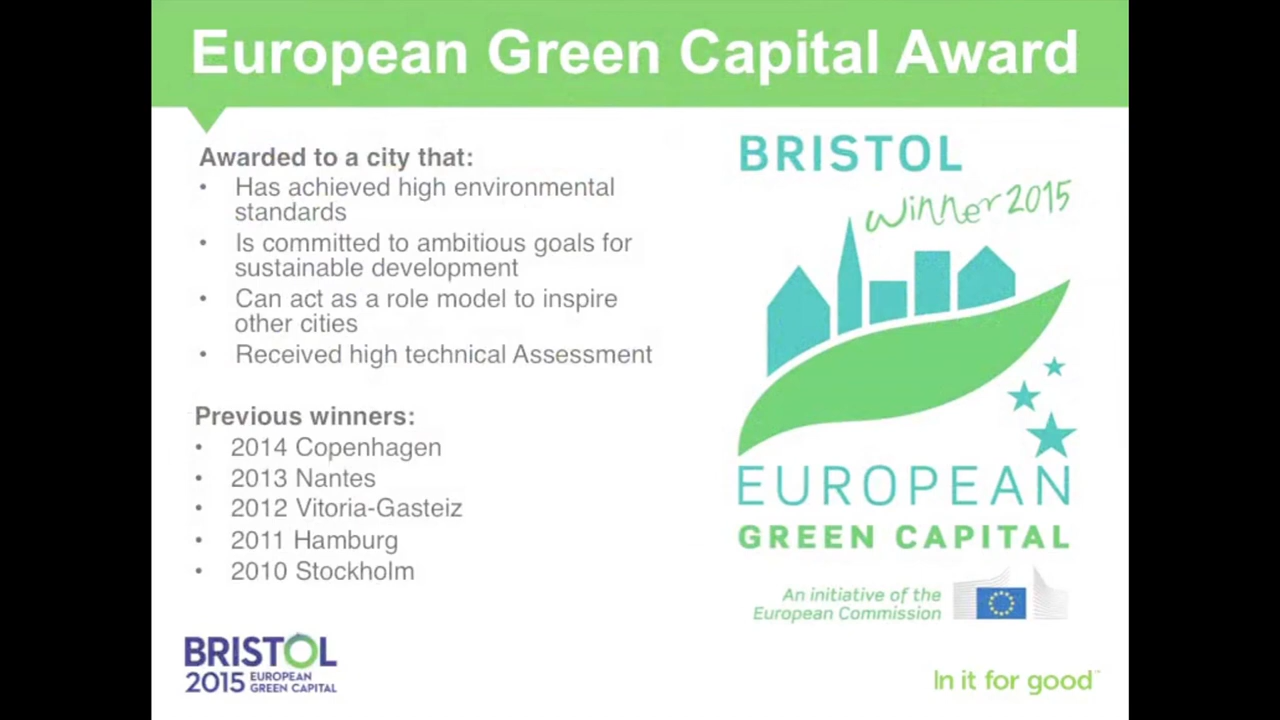 European Green Capital Award
Awarded to a city that:
• Has achieved high environmental
standards
• Is committed to ambitious goals for
sustainable development
• Can act as a role model to inspire
other cities
• Received high technical Assessment
Previous winners:
• 2014 Copenhagen
• 2013 Nantes
• 2012 Vitoria-Gasteiz
• 2011 Hamburg
• 2010 Stockholm
BRISTOL
winner 2015
EUROPEAN
GREEN CAPITAL
An initiative of the
European Commission
BRISTOL
2015 EUROPEAN
GREEN CAPITAL
In it for good™